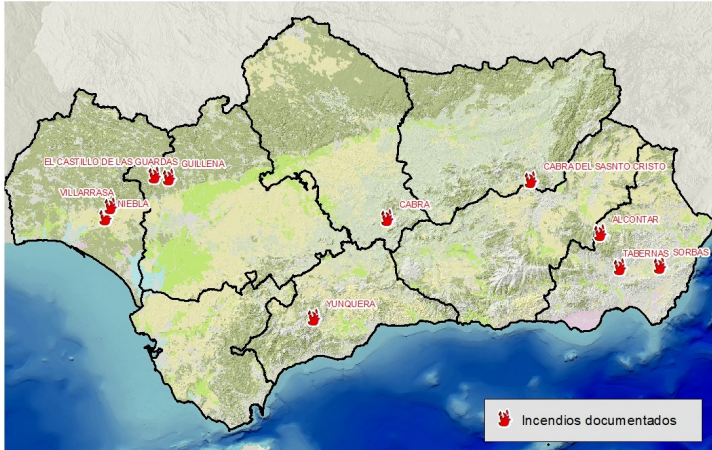 EL CASTILLO DE LAS GUARDAS
GUILLENA
CABRA DEL SASNTO CRISTO
VILLARRASA
NIEBLA
CABRA
ALCONTAR
TABERNAS
SORBAS
YUNQUERA
Incendios documentados